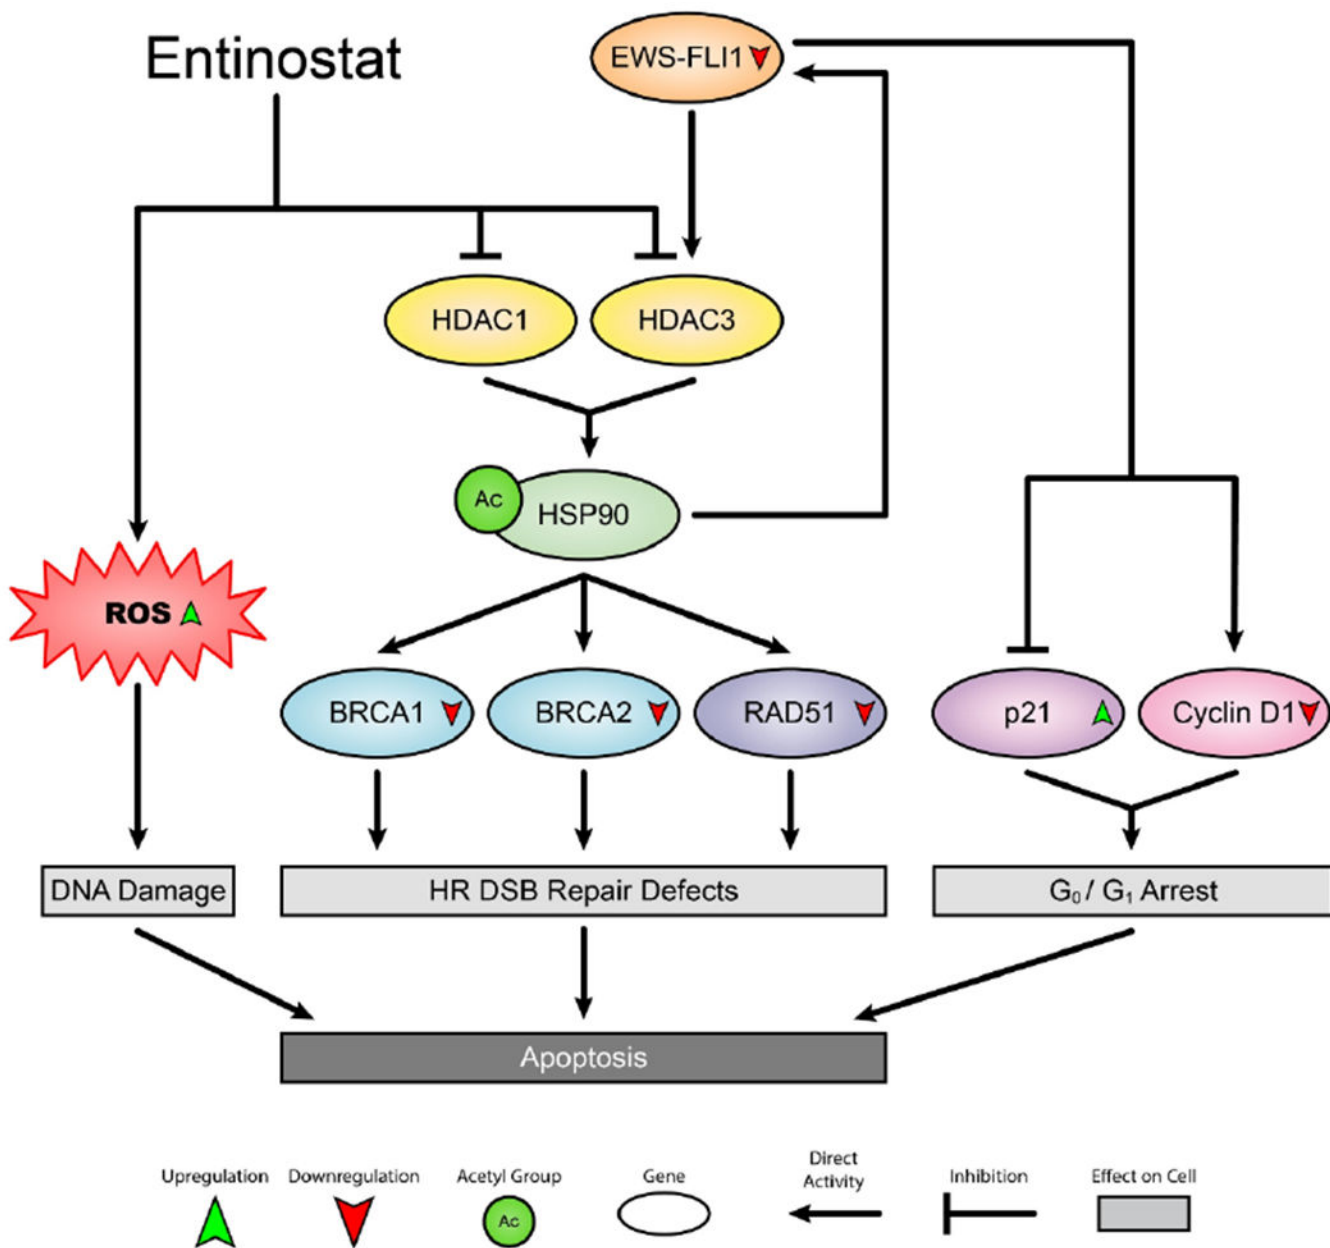 Entinostat
EWS-FLI1
HDAC1
HDAC3
Ac
HSP90
ROS
BRCA1
BRCA2
RAD51
p21
Cyclin D1
DNA Damage
HR DSB Repair Defects
G₀ / G₁ Arrest
Apoptosis
Upregulation
Downregulation
Acetyl Group
Ac
Gene
Direct
Activity
Inhibition
Effect on Cell